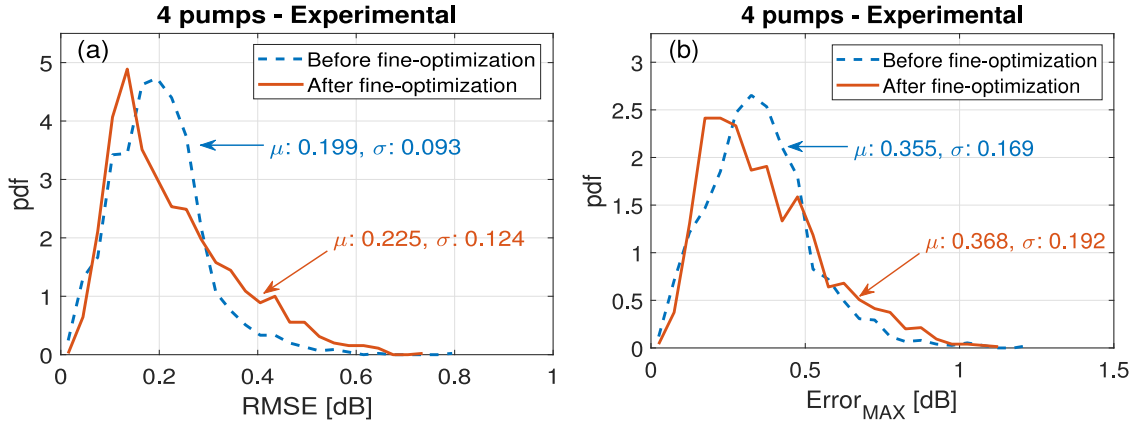 4 pumps - Experimental
(a)
Before fine-optimization
After fine-optimization
μ: 0.199, σ: 0.093
μ: 0.225, σ: 0.124
pdf
5
4
3
2
1
0
0
0.2
0.4
0.6
0.8
1
RMSE [dB]
4 pumps - Experimental
(b)
Before fine-optimization
After fine-optimization
μ: 0.355, σ: 0.169
μ: 0.368, σ: 0.192
pdf
3
2.5
2
1.5
1
0.5
0
0
0.5
1
1.5
Error_MAX [dB]